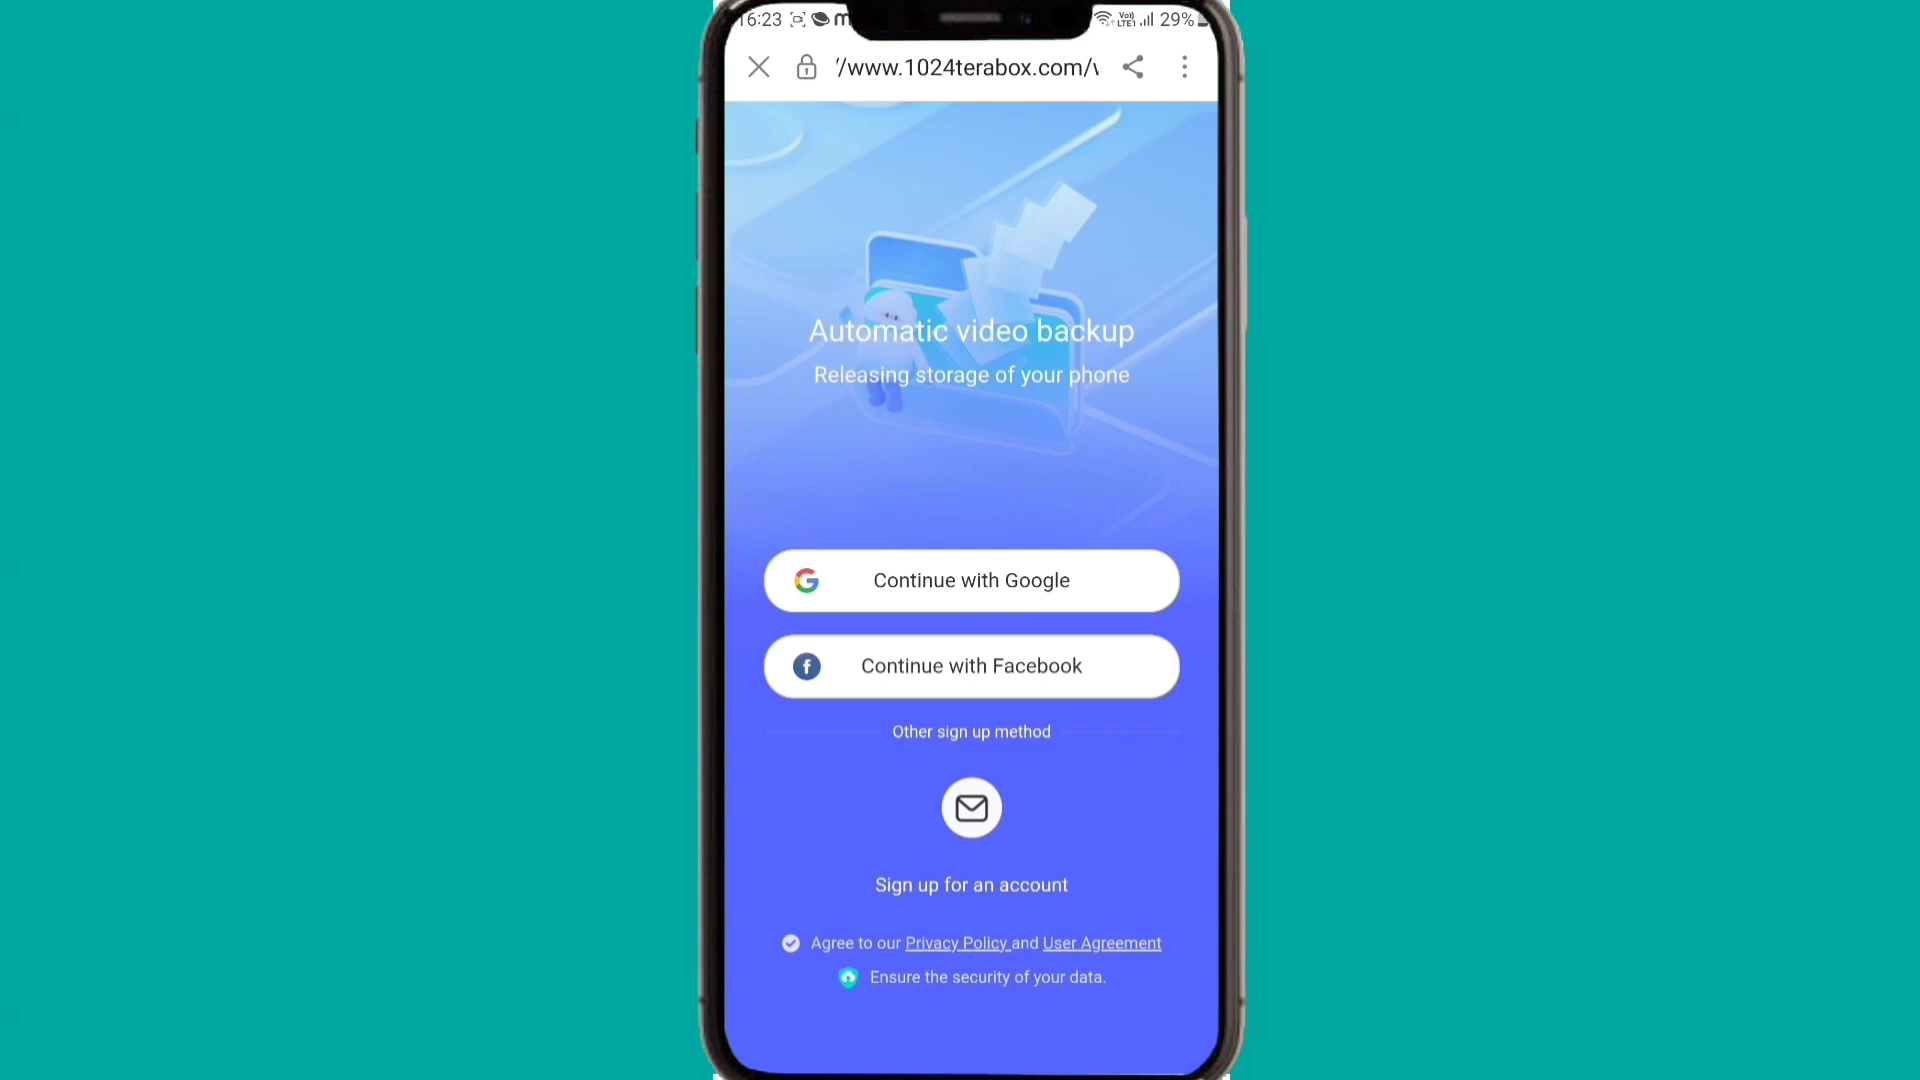 16:23 29%
//www.1024terabox.com/
Automatic video backup
Releasing storage of your phone
Continue with Google
Continue with Facebook
Other sign up method
Sign up for an account
Agree to our Privacy Policy and User Agreement
Ensure the security of your data.